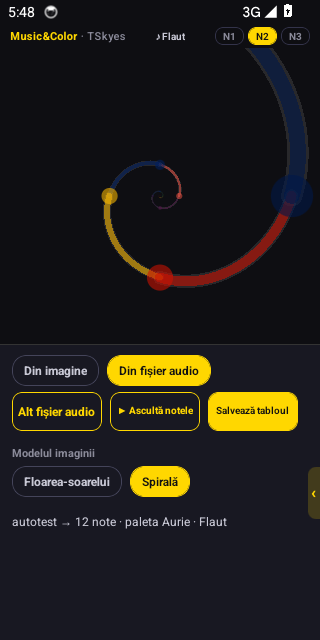 5:48 3G
Music&Color · TSkyes ♪Flaut N1 N2 N3
Din imagine Din fișier audio
Alt fișier audio ► Ascultă notele Salvează tabloul
Modelul imaginii
Floarea-soarelui Spirală
autotest → 12 note · paleta Aurie · Flaut